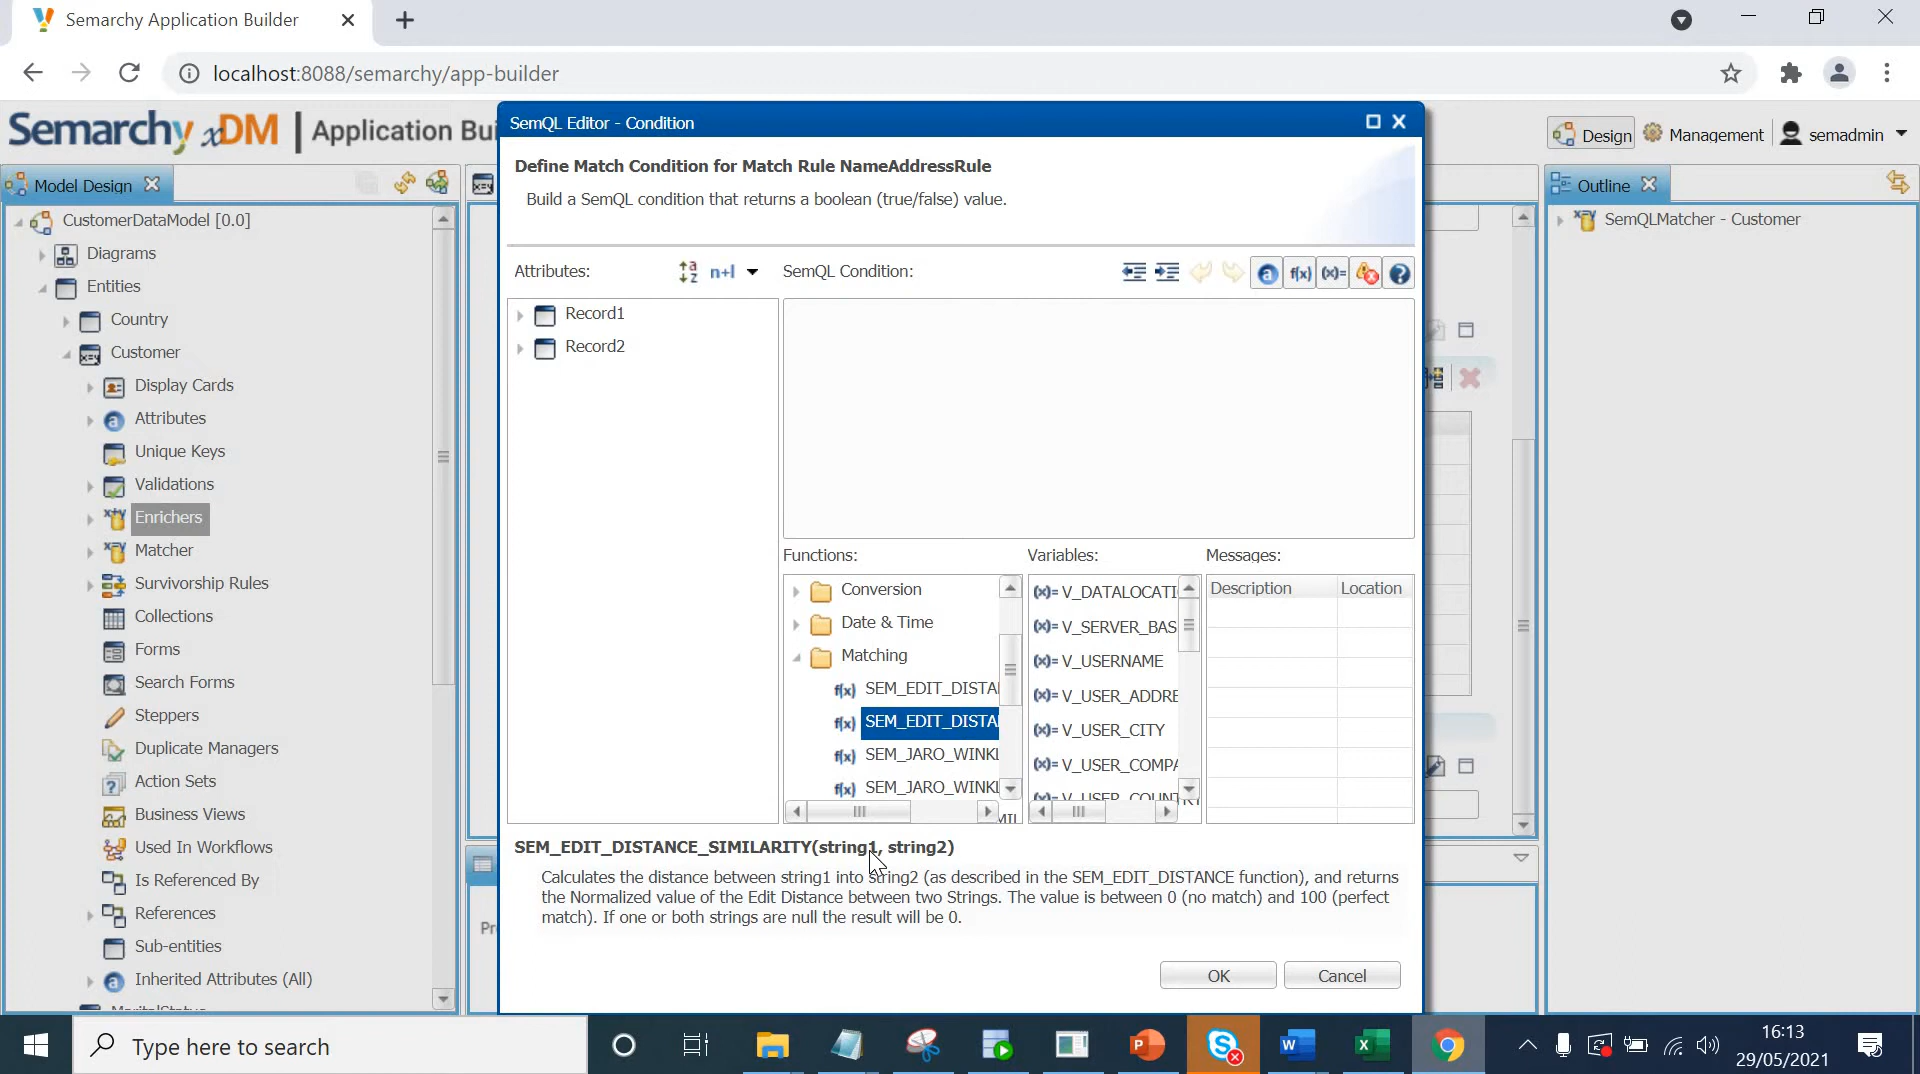 Semarchy Application Builder
localhost:8088/semarchy/app-builder
Semarchy xDM | Application Bui
Design
Management
semadmin
Model Design
CustomerDataModel [0.0]
Diagrams
Entities
Country
Customer
Display Cards
Attributes
Unique Keys
Validations
Enrichers
Matcher
Survivorship Rules
Collections
Forms
Search Forms
Steppers
Duplicate Managers
Action Sets
Business Views
Used In Workflows
Is Referenced By
References
Sub-entities
Inherited Attributes (All)
SemQL Editor - Condition
Define Match Condition for Match Rule NameAddressRule
Build a SemQL condition that returns a boolean (true/false) value.
Attributes:
n+l
SemQL Condition:
f(x)
(x)=
Record1
Record2
Functions:
Conversion
Date & Time
Matching
f(x) SEM_EDIT_DISTA
f(x) SEM_EDIT_DISTA
f(x) SEM_JARO_WINKL
f(x) SEM_JARO_WINKL
Variables:
(x)= V_DATALOCATI
(x)= V_SERVER_BAS
(x)= V_USERNAME
(x)= V_USER_ADDRE
(x)= V_USER_CITY
(x)= V_USER_COMPA
Messages:
Description Location
SEM_EDIT_DISTANCE_SIMILARITY(string1, string2)
Calculates the distance between string1 into string2 (as described in the SEM_EDIT_DISTANCE function), and returns
the Normalized value of the Edit Distance between two Strings. The value is between 0 (no match) and 100 (perfect
match). If one or both strings are null the result will be 0.
OK
Cancel
Pr
Outline
SemQLMatcher - Customer
Type here to search
16:13
29/05/2021